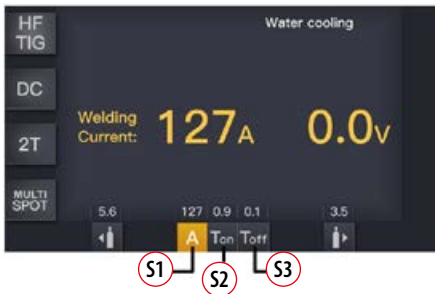 HF
TIG
Water cooling
DC
Welding
Current:
127A
0.0v
2T
MULTI
SPOT
5.6
127
0.9
0.1
3.5
A
Ton
Toff
S1
S2
S3